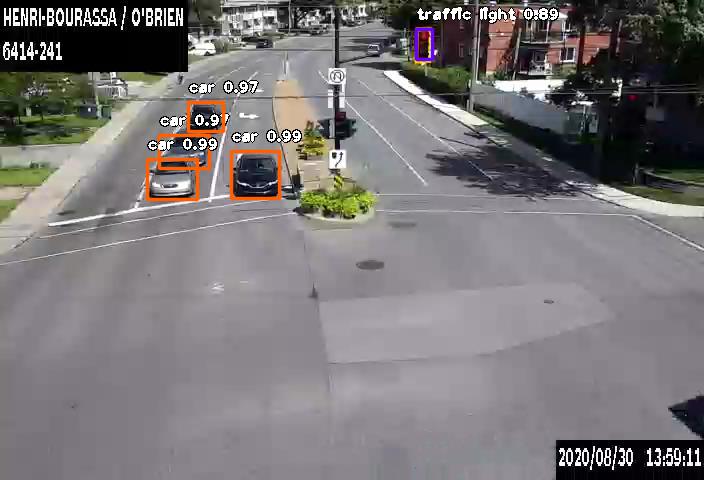 HENRI-BOURASSA / O'BRIEN
6414-241
traffic light 0.89
car 0.97
car 0.97
car 0.99
car 0.99
2020/08/30 13:59:11